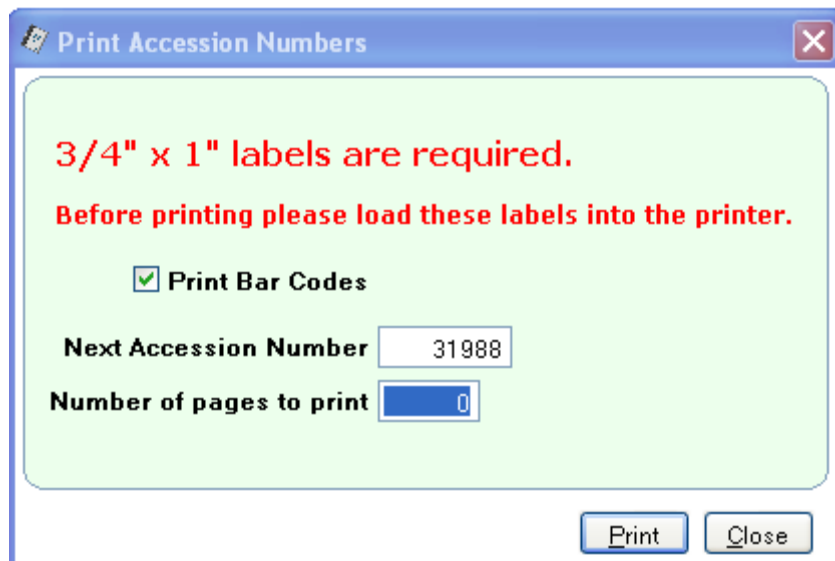 Print Accession Numbers
3/4" x 1" labels are required.
Before printing please load these labels into the printer.
Print Bar Codes
Next Accession Number 31988
Number of pages to print 0
Print Close